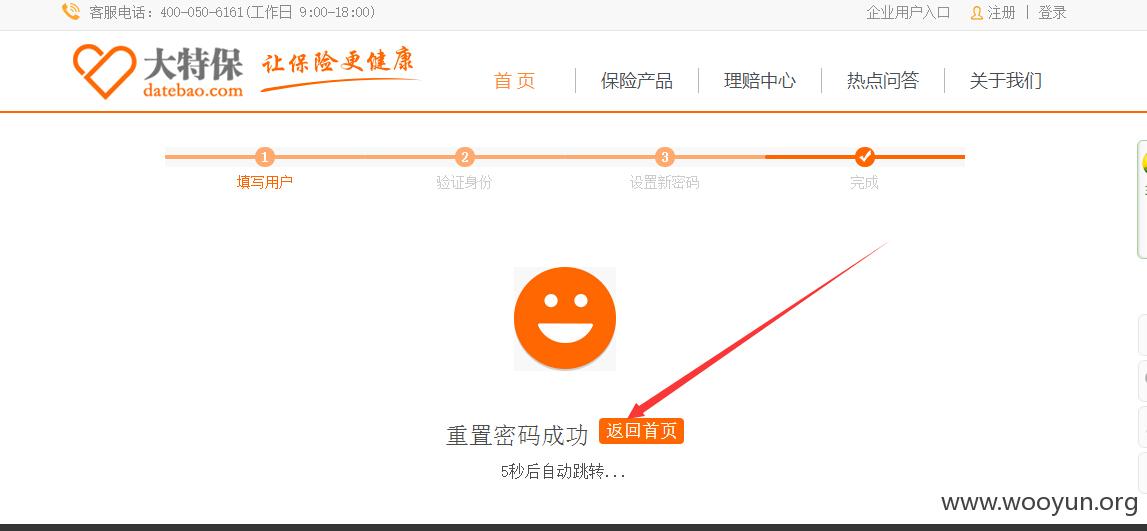 客服电话：400-050-6161(工作日 9:00-18:00)
企业用户入口 注册 | 登录
大特保 让保险更健康
datebao.com
首页 保险产品 理赔中心 热点问答 关于我们
1 2 3
填写用户 验证身份 设置新密码 完成
重置密码成功 返回首页
5秒后自动跳转...
www.wooyun.org